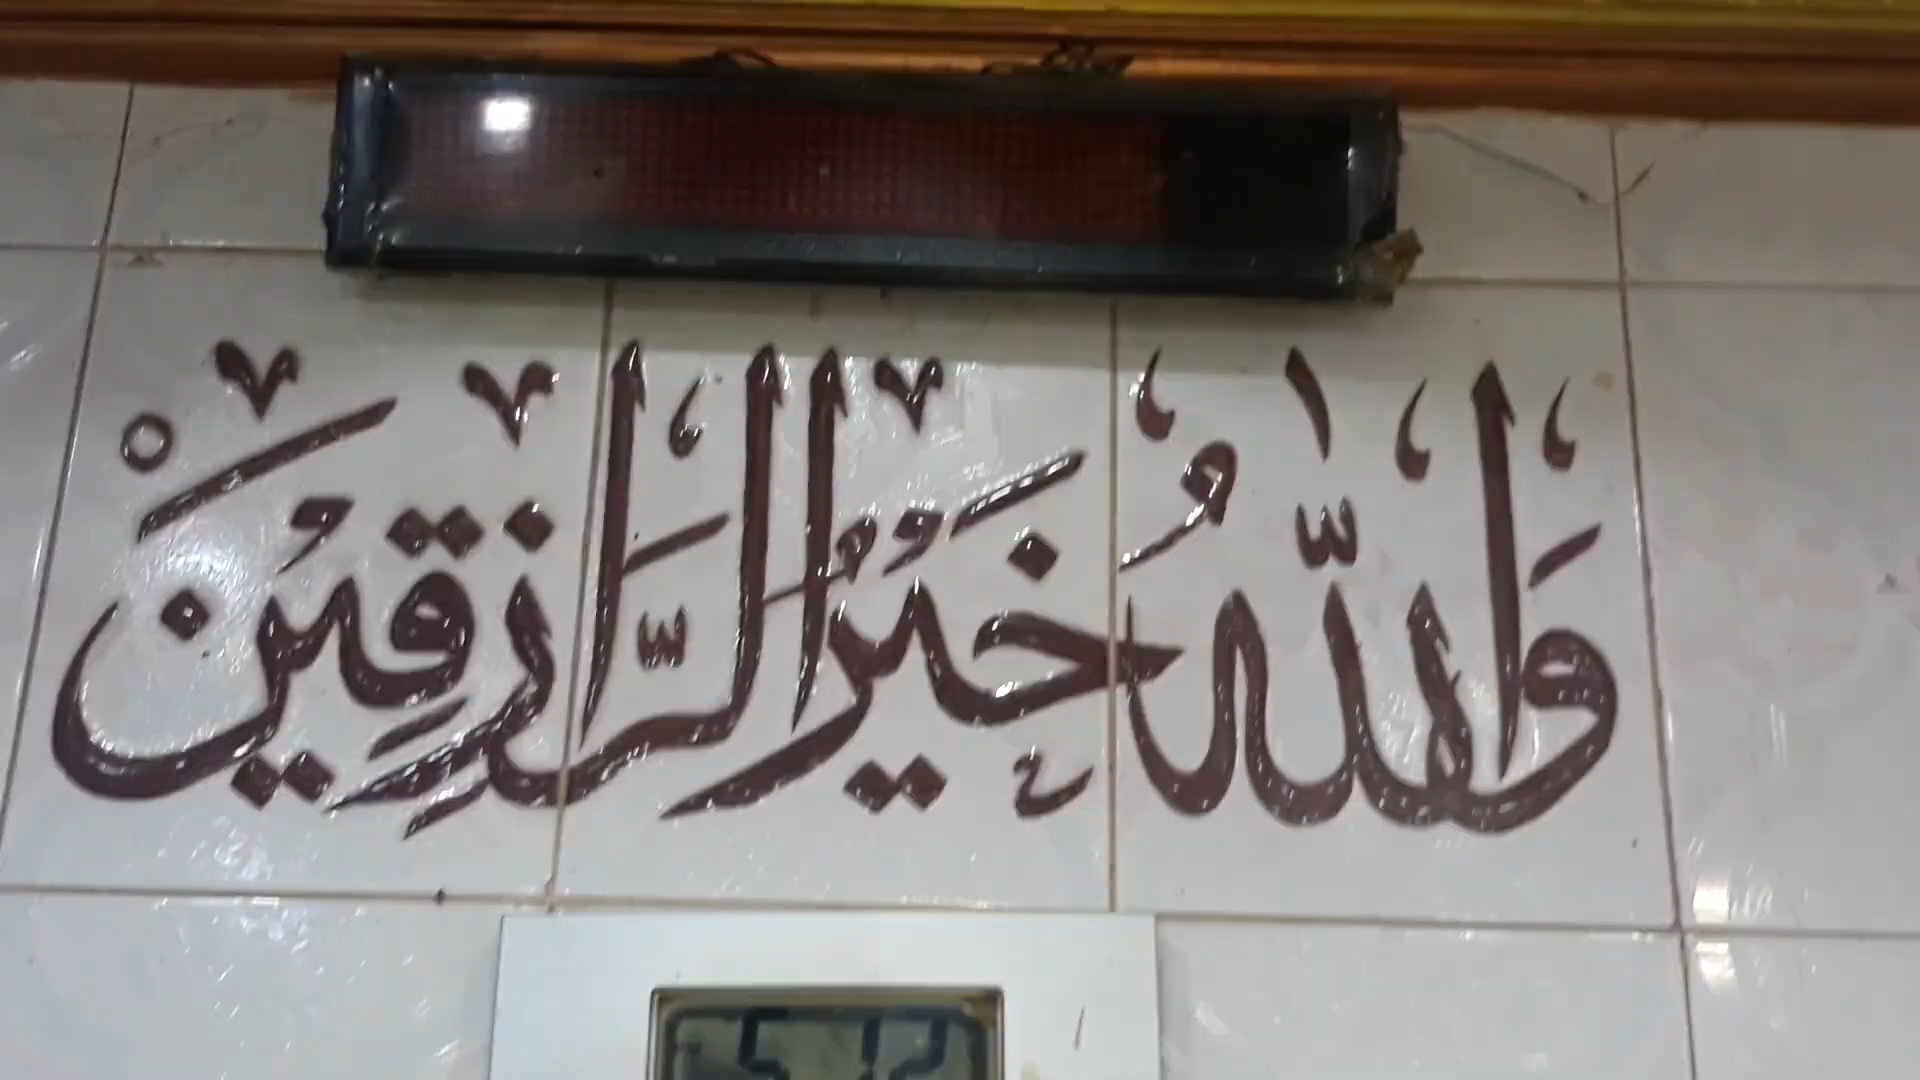 وَاللّٰهُ خَيْرُ الرَّازِقِينَ